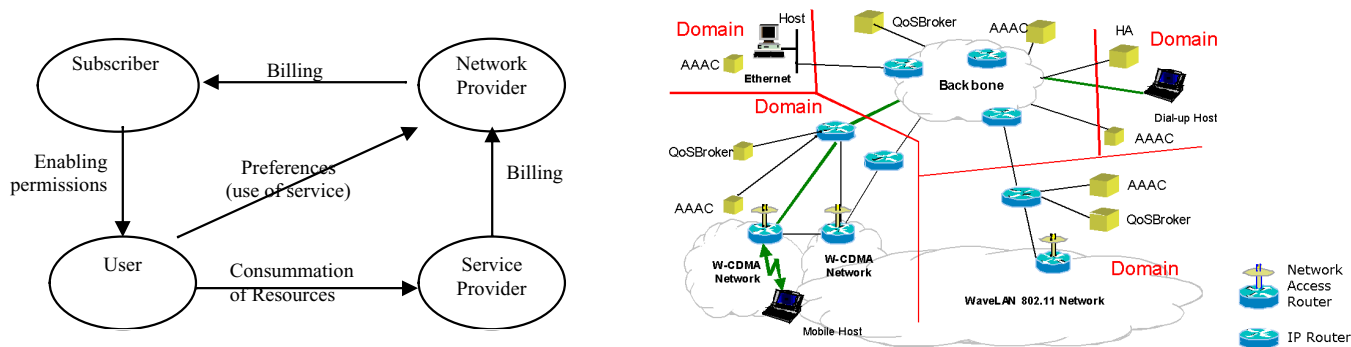 Subscriber
Billing
Network
Provider
Enabling
permissions
Preferences
(use of service)
Billing
User
Consummation
of Resources
Service
Provider
Domain
Host
AAAC
Ethernet
QoSBroker
AAAC
HA
Domain
Backbone
Dial-up Host
AAAC
Domain
QoSBroker
AAAC
AAAC
QoSBroker
W-CDMA
Network
W-CDMA
Network
Domain
WaveLAN 802.11 Network
Mobile Host
Network
Access
Router
IP Router